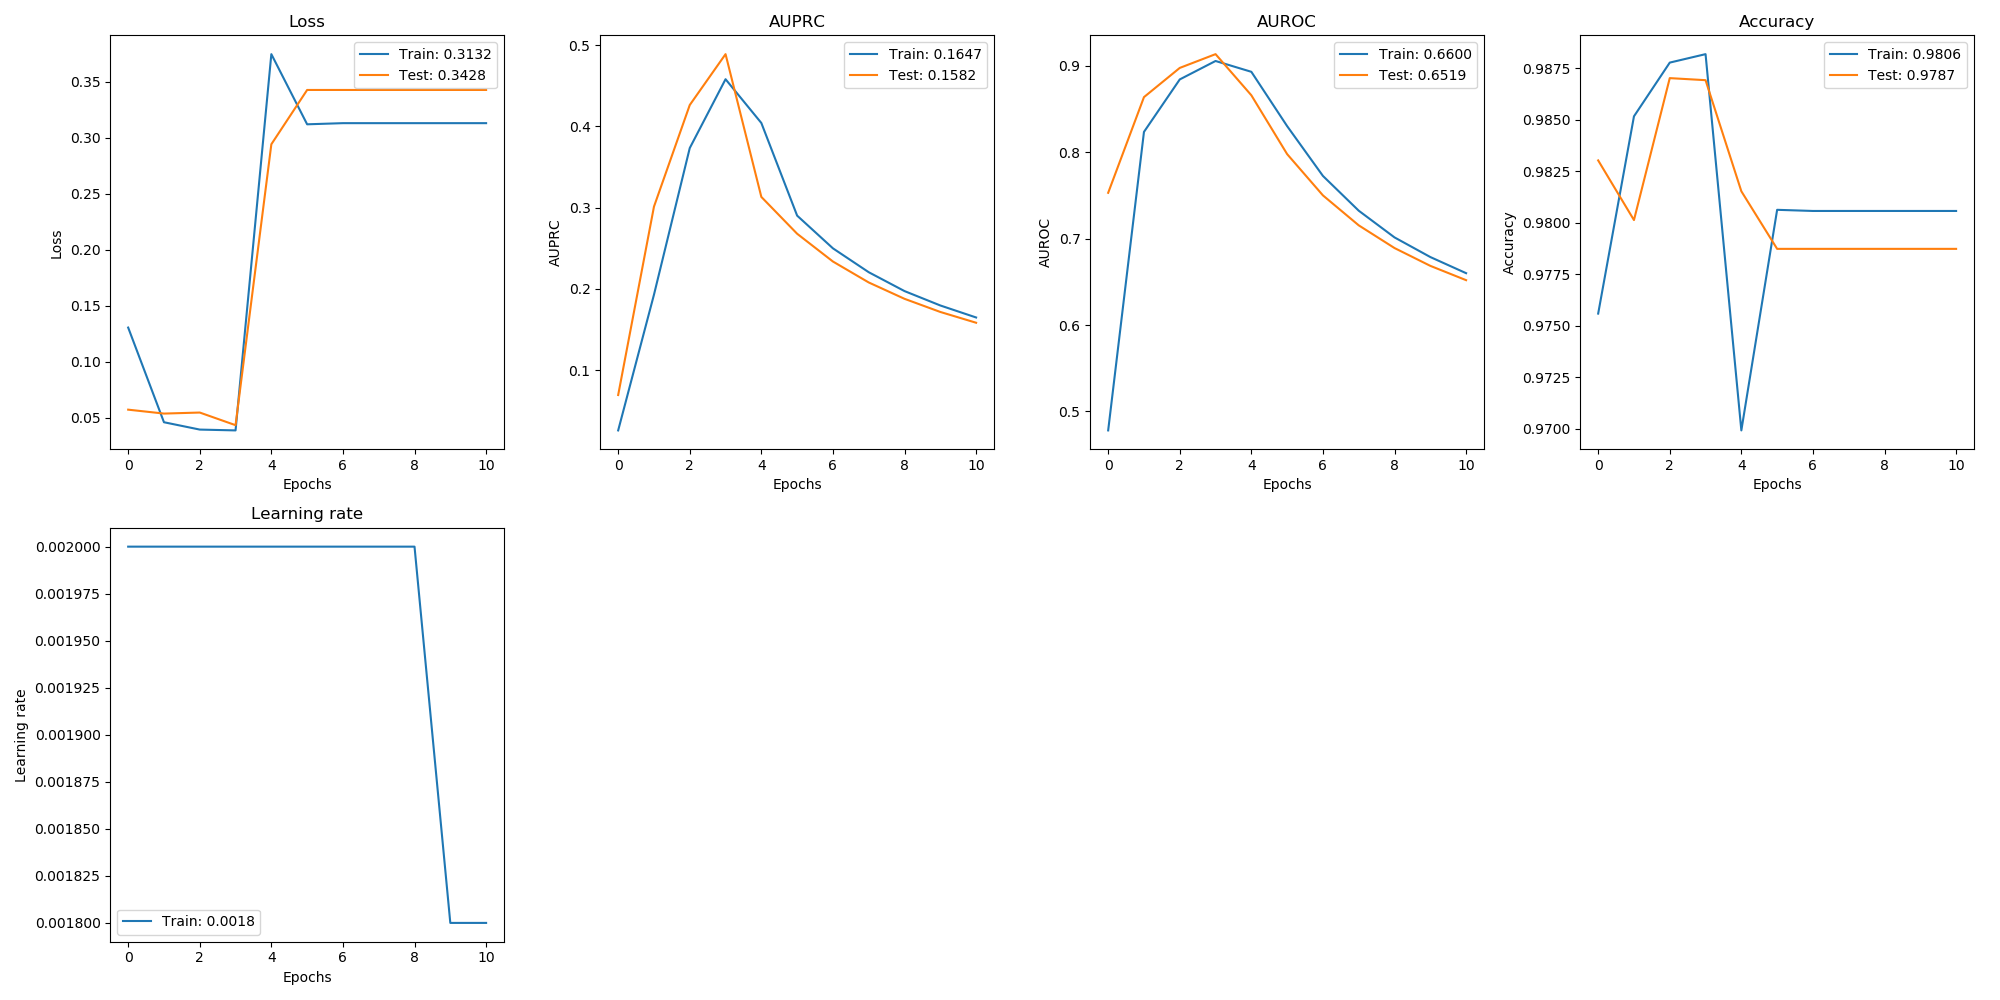 Loss
Train: 0.3132
Test: 0.3428
0.35
0.30
0.25
0.20
0.15
0.10
0.05
Loss
0 2 4 6 8 10
Epochs
AUPRC
Train: 0.1647
Test: 0.1582
0.5
0.4
0.3
0.2
0.1
AUPRC
0 2 4 6 8 10
Epochs
AUROC
Train: 0.6600
Test: 0.6519
0.9
0.8
0.7
0.6
0.5
AUROC
0 2 4 6 8 10
Epochs
Accuracy
Train: 0.9806
Test: 0.9787
0.9875
0.9850
0.9825
0.9800
0.9775
0.9750
0.9725
0.9700
Accuracy
0 2 4 6 8 10
Epochs
Learning rate
0.002000
0.001975
0.001950
0.001925
0.001900
0.001875
0.001850
0.001825
0.001800
Learning rate
Train: 0.0018
0 2 4 6 8 10
Epochs